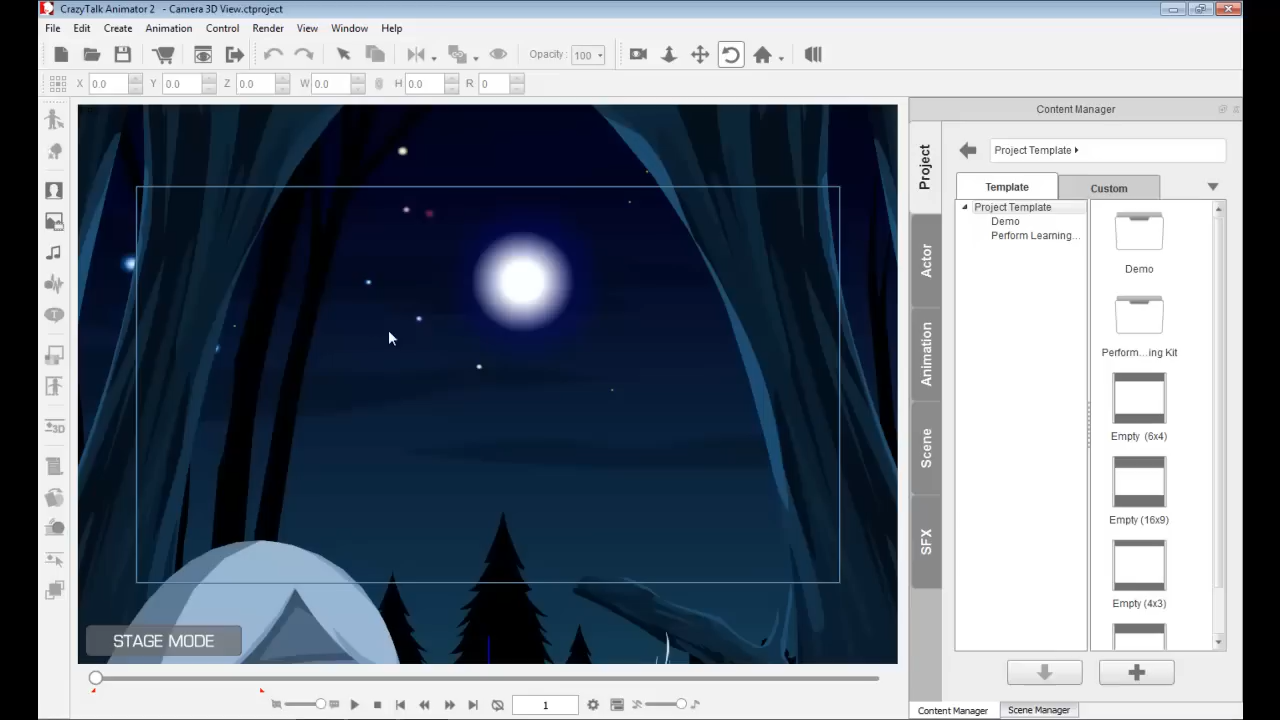 CrazyTalk Animator 2 - Camera 3D View.ctproject
File Edit Create Animation Control Render View Window Help
Opacity: 100
X 0.0 Y 0.0 Z 0.0 W 0.0 H 0.0 R 0
Content Manager
Project Template
Template Custom
Project Template
Demo
Perform Learning...
Demo
Perform...ing Kit
Empty (6x4)
Empty (16x9)
Empty (4x3)
Project
Actor
Animation
Scene
SFX
3D
T
STAGE MODE
1
Content Manager Scene Manager